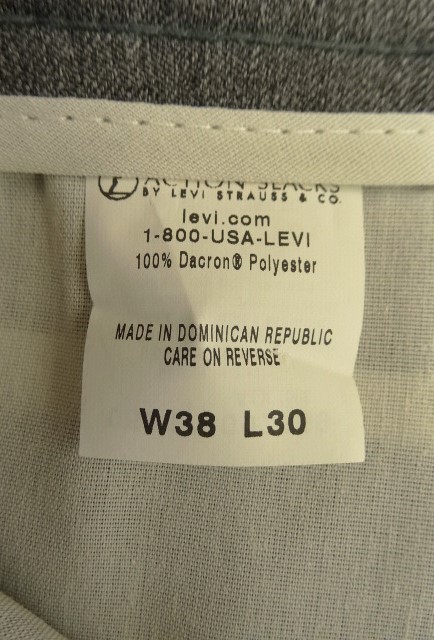 ACTION SLACKS
BY LEVI STRAUSS & CO.
levi.com
1-800-USA-LEVI
100% Dacron® Polyester
MADE IN DOMINICAN REPUBLIC
CARE ON REVERSE
W38 L30